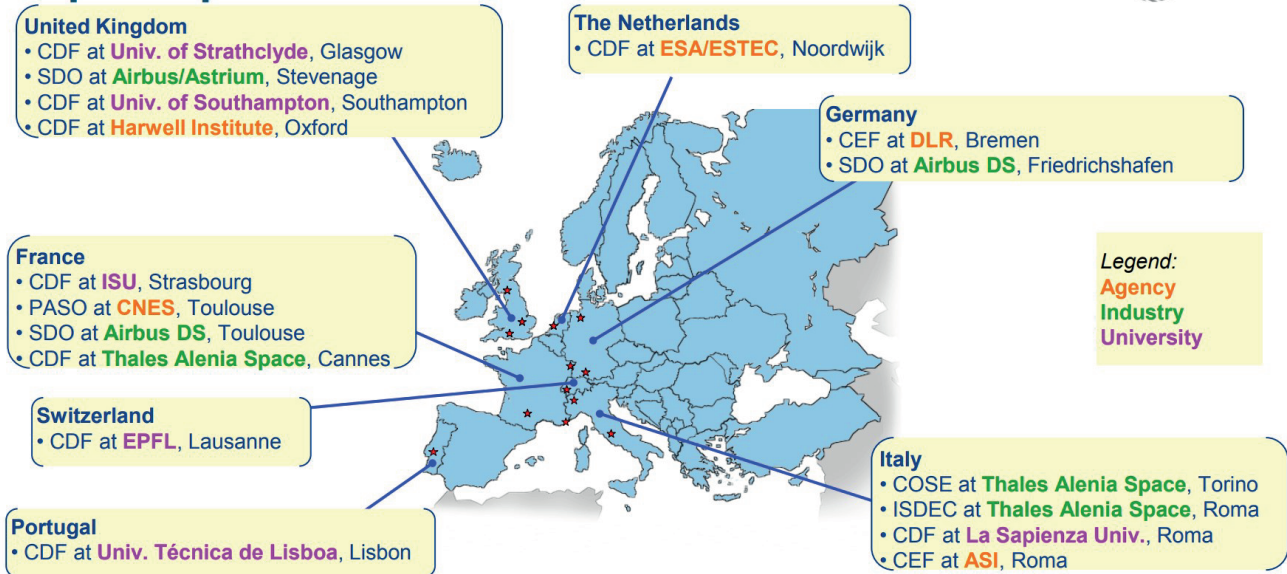 United Kingdom
• CDF at Univ. of Strathclyde, Glasgow
• SDO at Airbus/Astrium, Stevenage
• CDF at Univ. of Southampton, Southampton
• CDF at Harwell Institute, Oxford
The Netherlands
• CDF at ESA/ESTEC, Noordwijk
Germany
• CEF at DLR, Bremen
• SDO at Airbus DS, Friedrichshafen
France
• CDF at ISU, Strasbourg
• PASO at CNES, Toulouse
• SDO at Airbus DS, Toulouse
• CDF at Thales Alenia Space, Cannes
Legend:
Agency
Industry
University
Switzerland
• CDF at EPFL, Lausanne
Italy
• COSE at Thales Alenia Space, Torino
• ISDEC at Thales Alenia Space, Roma
• CDF at La Sapienza Univ., Roma
• CEF at ASI, Roma
Portugal
• CDF at Univ. Técnica de Lisboa, Lisbon